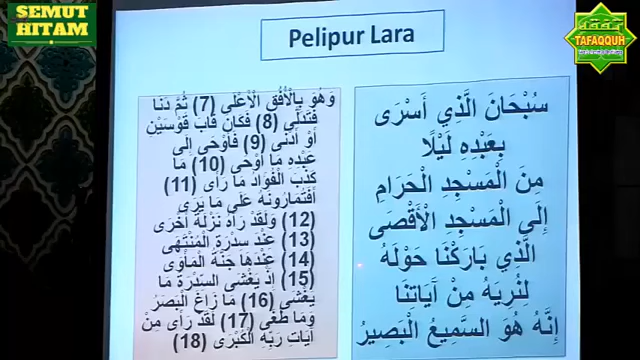 SEMUT
HITAM
TAFAQQUH
Pelipur Lara
سُبْحَانَ الَّذِي أَسْرَى
بِعَبْدِهِ لَيْلًا
مِنَ الْمَسْجِدِ الْحَرَامِ
إِلَى الْمَسْجِدِ الْأَقْصَى
الَّذِي بَارَكْنَا حَوْلَهُ
لِنُرِيَهُ مِنْ آيَاتِنَا
إِنَّهُ هُوَ السَّمِيعُ الْبَصِيرُ
وَهُوَ بِالْأُفُقِ الْأَعْلَى (7) ثُمَّ دَنَا
فَتَدَلَّى (8) فَكَانَ قَابَ قَوْسَيْنِ
أَوْ أَدْنَى (9) فَأَوْحَى إِلَى
عَبْدِهِ مَا أَوْحَى (10) مَا
كَذَبَ الْفُؤَادُ مَا رَأَى (11)
أَفَتُمَارُونَهُ عَلَى مَا يَرَى
(12) وَلَقَدْ رَآهُ نَزْلَةً أُخْرَى
(13) عِنْدَ سِدْرَةِ الْمُنْتَهَى
(14) عِنْدَهَا جَنَّةُ الْمَأْوَى
(15) إِذْ يَغْشَى السِّدْرَةَ مَا
يَغْشَى (16) مَا زَاغَ الْبَصَرُ
وَمَا طَغَى (17) لَقَدْ رَأَى مِنْ
آيَاتِ رَبِّهِ الْكُبْرَى (18)